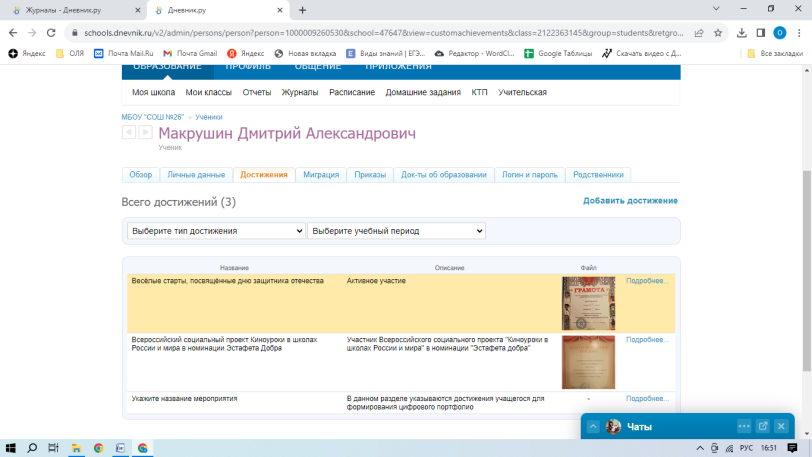 Журналы - Дневник.ру
Дневник.ру
schools.dnevnik.ru/v2/admin/persons/person?person=1000009260530&school=47647&view=customachievements&class=2122363145&group=students&retgro...
Яндекс
ОЛЯ
Почта Mail.Ru
Почта Gmail
Яндекс
Новая вкладка
Виды знаний | ЕГЭ...
Редактор - WordCl...
Google Таблицы
Скачать видео с Д...
Все закладки
ОБРАЗОВАНИЕ ПРОФИЛЬ ОБЩЕНИЕ ПРИЛОЖЕНИЯ
Моя школа Мои классы Отчеты Журналы Расписание Домашние задания КТП Учительская
МБОУ "СОШ №26" Ученики
Макрушин Дмитрий Александрович
Ученик
Обзор Личные данные Достижения Миграция Приказы Док-ты об образовании Логин и пароль Родственники
Всего достижений (3)
Добавить достижение
Выберите тип достижения
Выберите учебный период
Название Описание Файл
Весёлые старты, посвящённые дню защитника отечества
Активное участие
ГРАМОТА
Подробнее...
Всероссийский социальный проект Киноуроки в школах
России и мира в номинации Эстафета Добра
Участник Всероссийского социального проекта "Киноуроки в
школах России и мира" в номинации "Эстафета добра"
Подробнее...
Укажите название мероприятия
В данном разделе указываются достижения учащегося для
формирования цифрового портфолио
-
Подробнее...
Чаты
РУС
16:51